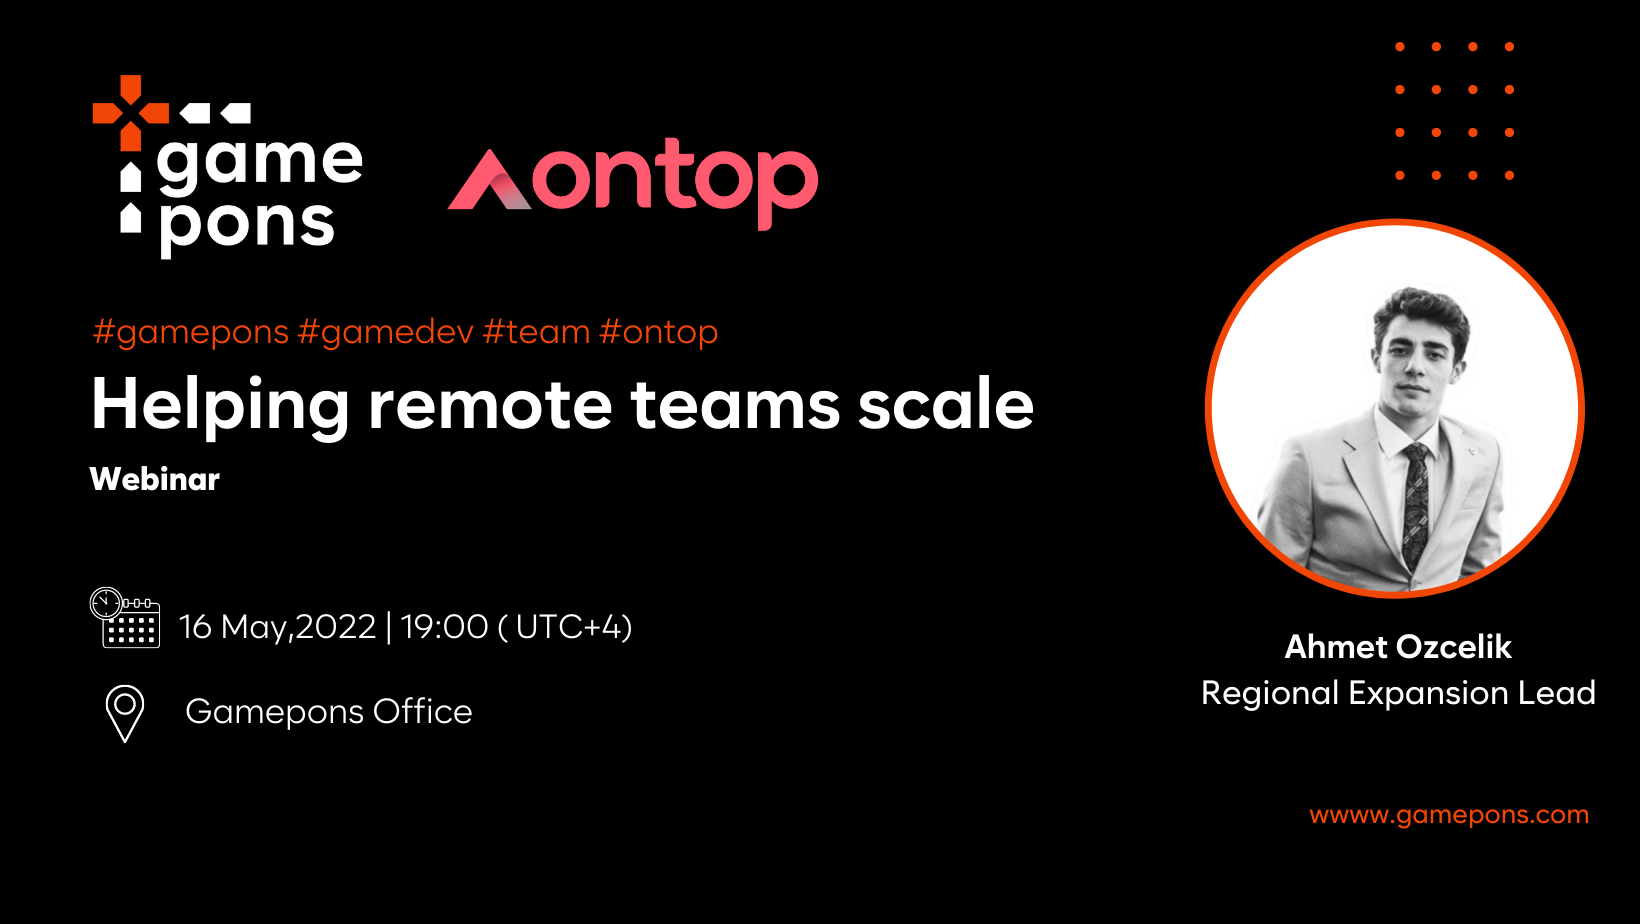 game
pons
ontop
#gamepons #gamedev #team #ontop
Helping remote teams scale
Webinar
16 May,2022 | 19:00 ( UTC+4)
Gamepons Office
Ahmet Ozcelik
Regional Expansion Lead
wwww.gamepons.com